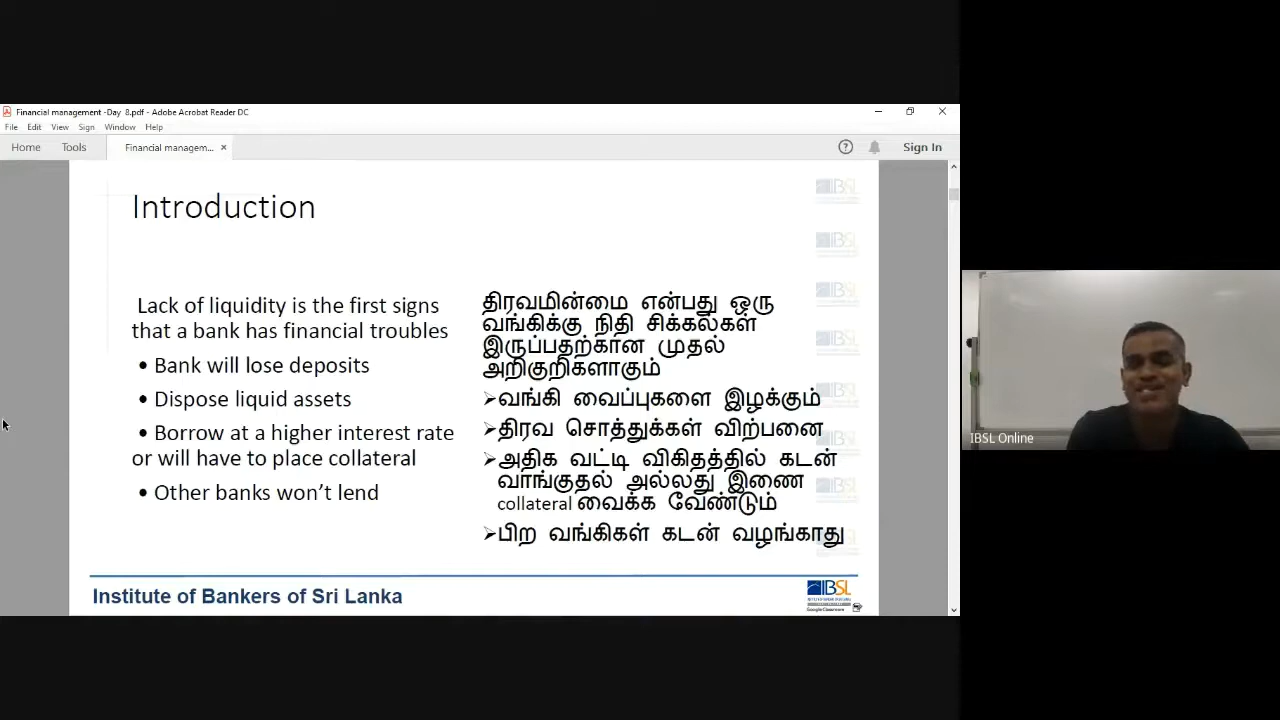 Financial management -Day 8.pdf - Adobe Acrobat Reader DC
File Edit View Sign Window Help
Home Tools Financial managem... × Sign In
Introduction
Lack of liquidity is the first signs
that a bank has financial troubles
• Bank will lose deposits
• Dispose liquid assets
• Borrow at a higher interest rate
or will have to place collateral
• Other banks won’t lend
திரவமின்மை என்பது ஒரு
வங்கிக்கு நிதி சிக்கல்கள்
இருப்பதற்கான முதல்
அறிகுறிகளாகும்
➢வங்கி வைப்புகளை இழக்கும்
➢திரவ சொத்துக்கள் விற்பனை
➢அதிக வட்டி விகிதத்தில் கடன்
வாங்குதல் அல்லது இணை
collateral வைக்க வேண்டும்
➢பிற வங்கிகள் கடன் வழங்காது
Institute of Bankers of Sri Lanka
IBSL
Google Classroom
IBSL Online